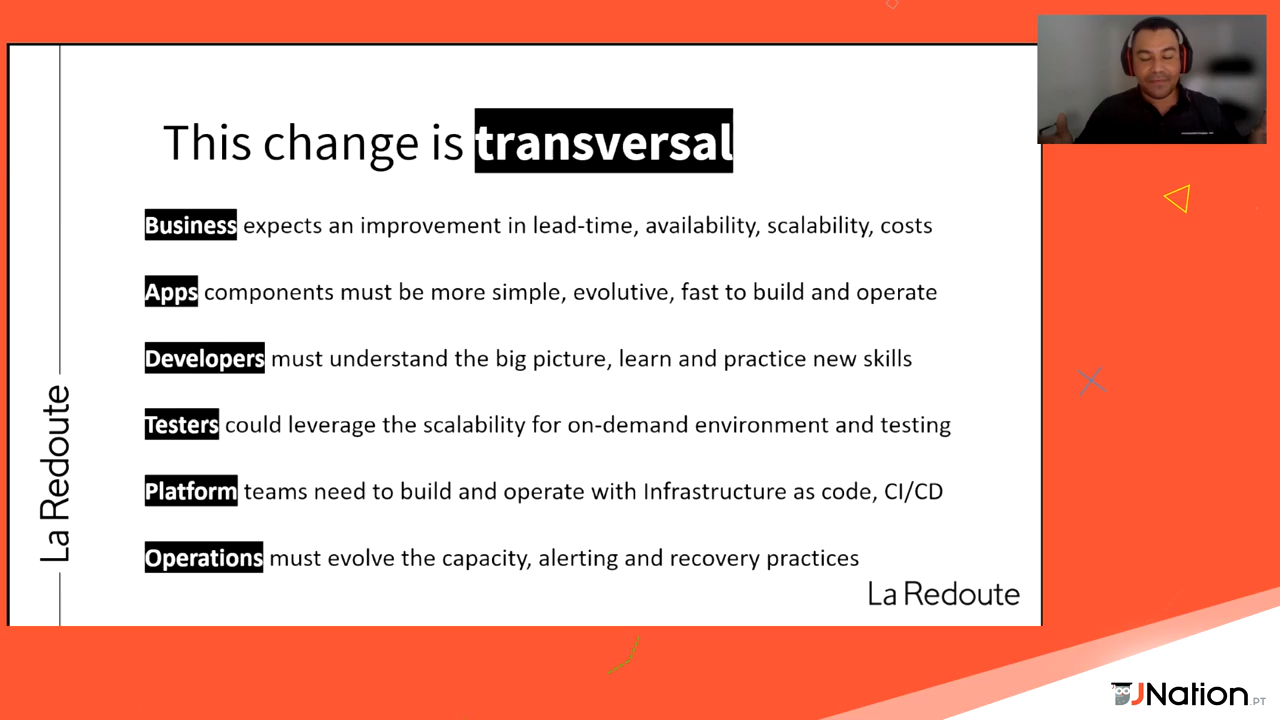 This change is transversal
Business expects an improvement in lead-time, availability, scalability, costs
Apps components must be more simple, evolutive, fast to build and operate
Developers must understand the big picture, learn and practice new skills
Testers could leverage the scalability for on-demand environment and testing
Platform teams need to build and operate with Infrastructure as code, CI/CD
Operations must evolve the capacity, alerting and recovery practices
La Redoute
La Redoute
JNation.PT